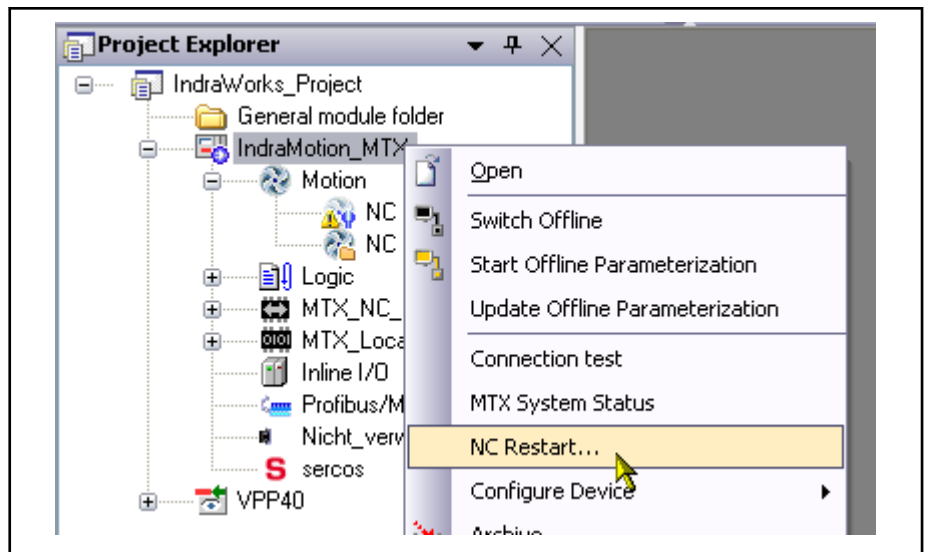 Project Explorer
IndraWorks_Project
General module folder
IndraMotion_MTX
Motion
NC
NC
Logic
MTX_NC_
MTX_Loca
Inline I/O
Profibus/M
Nicht_verw
sercos
VPP40
Open
Switch Offline
Start Offline Parameterization
Update Offline Parameterization
Connection test
MTX System Status
NC Restart...
Configure Device
Archive